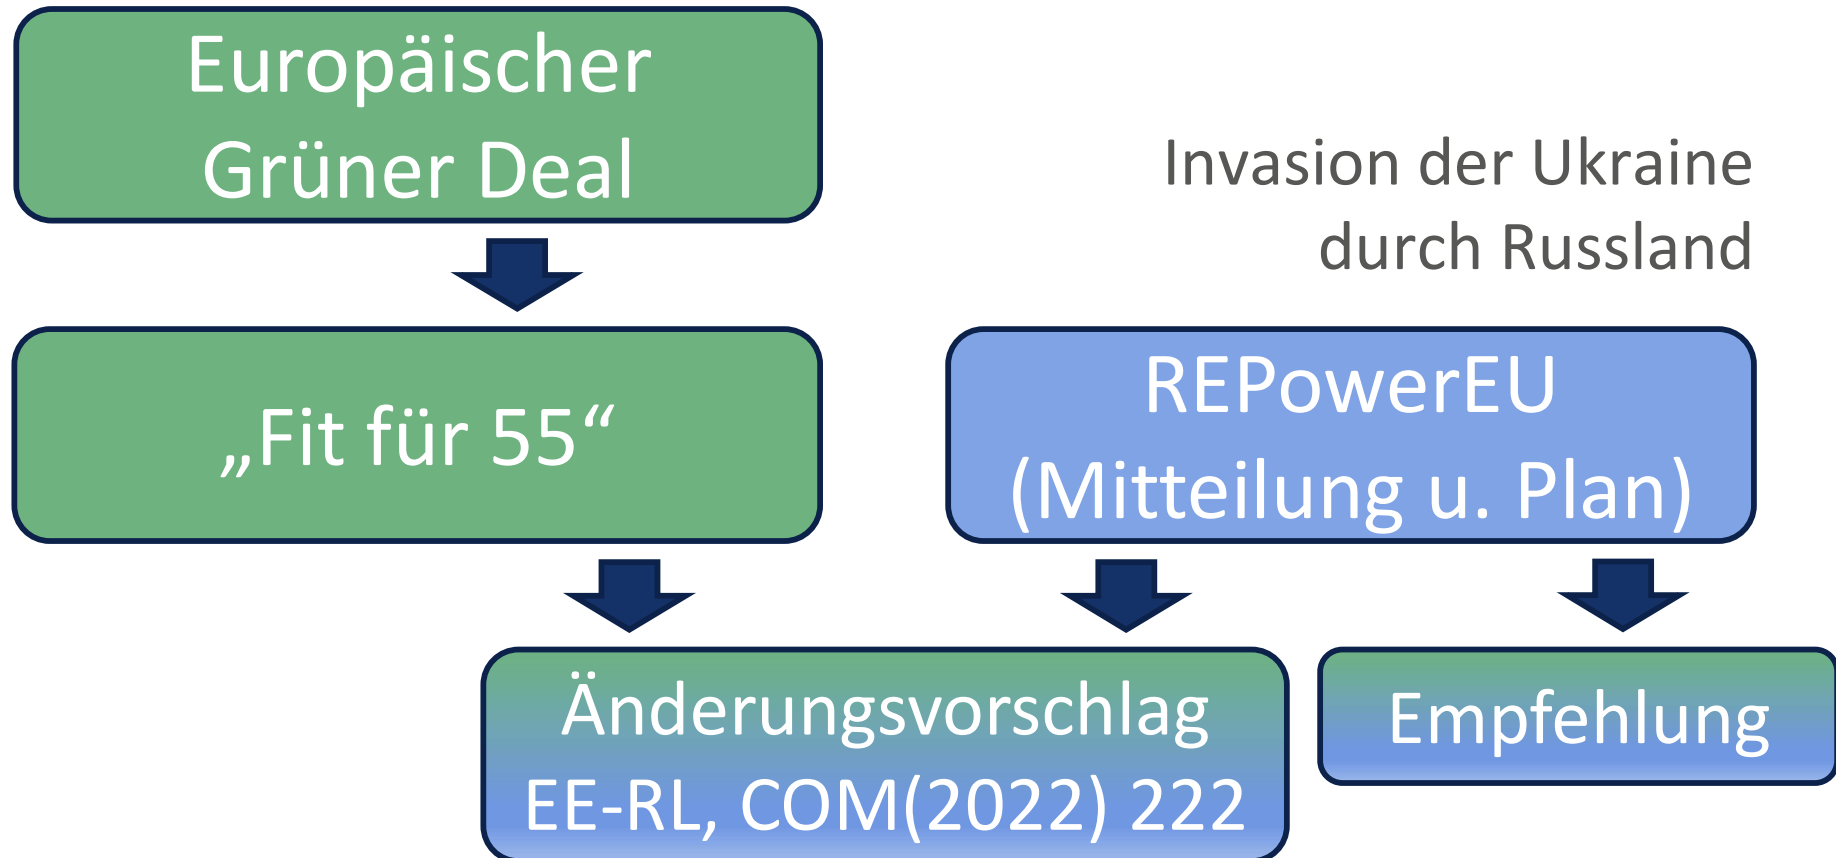 Europäischer
Grüner Deal
Invasion der Ukraine
durch Russland
„Fit für 55“
REPowerEU
(Mitteilung u. Plan)
Änderungsvorschlag
EE-RL, COM(2022) 222
Empfehlung